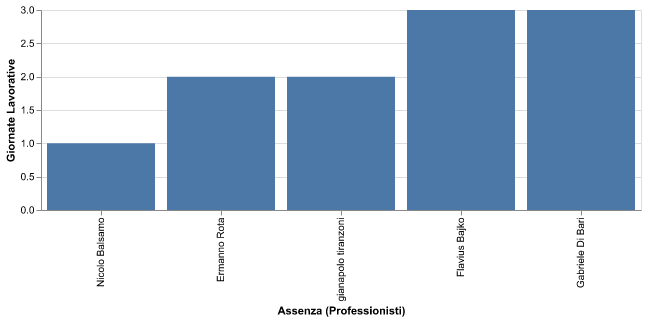 3.0
2.5
2.0
1.5
1.0
0.5
0.0
Giornate Lavorative
Nicolo Balsamo
Ermanno Rota
gianapolo tiranzoni
Flavius Bajko
Gabriele Di Bari
Assenza (Professionisti)